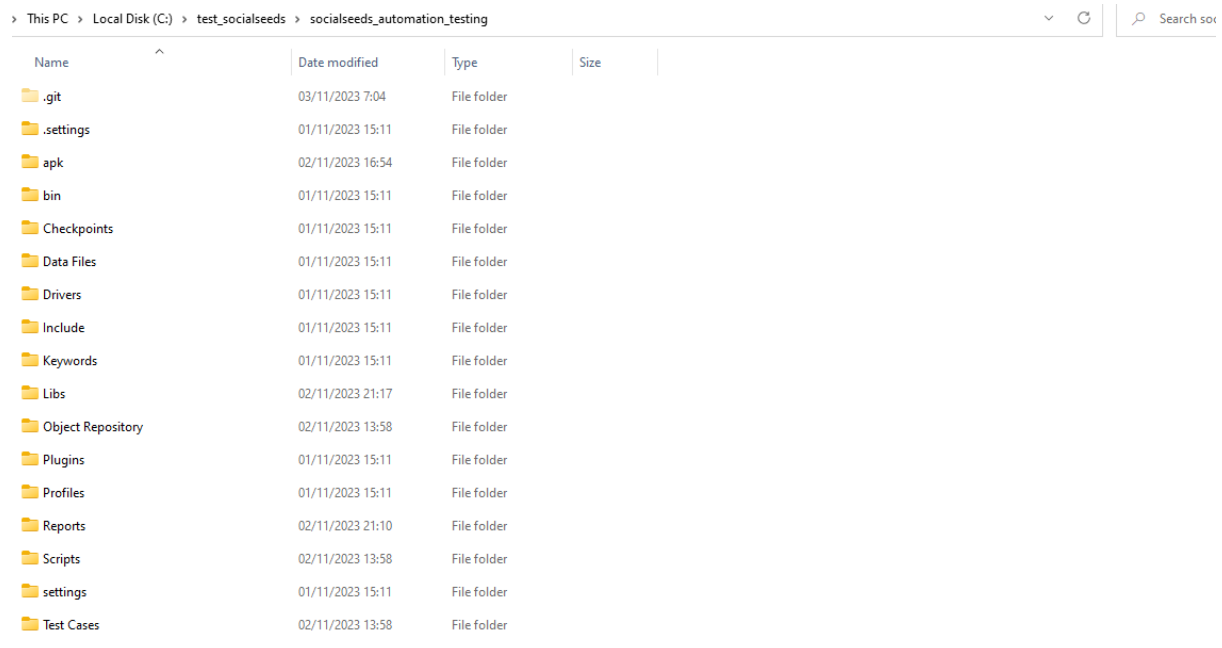 This PC Local Disk (C:) test_socialseeds socialseeds_automation_testing Search soc
Name Date modified Type Size
.git 03/11/2023 7:04 File folder
.settings 01/11/2023 15:11 File folder
apk 02/11/2023 16:54 File folder
bin 01/11/2023 15:11 File folder
Checkpoints 01/11/2023 15:11 File folder
Data Files 01/11/2023 15:11 File folder
Drivers 01/11/2023 15:11 File folder
Include 01/11/2023 15:11 File folder
Keywords 01/11/2023 15:11 File folder
Libs 02/11/2023 21:17 File folder
Object Repository 02/11/2023 13:58 File folder
Plugins 01/11/2023 15:11 File folder
Profiles 01/11/2023 15:11 File folder
Reports 02/11/2023 21:10 File folder
Scripts 02/11/2023 13:58 File folder
settings 01/11/2023 15:11 File folder
Test Cases 02/11/2023 13:58 File folder